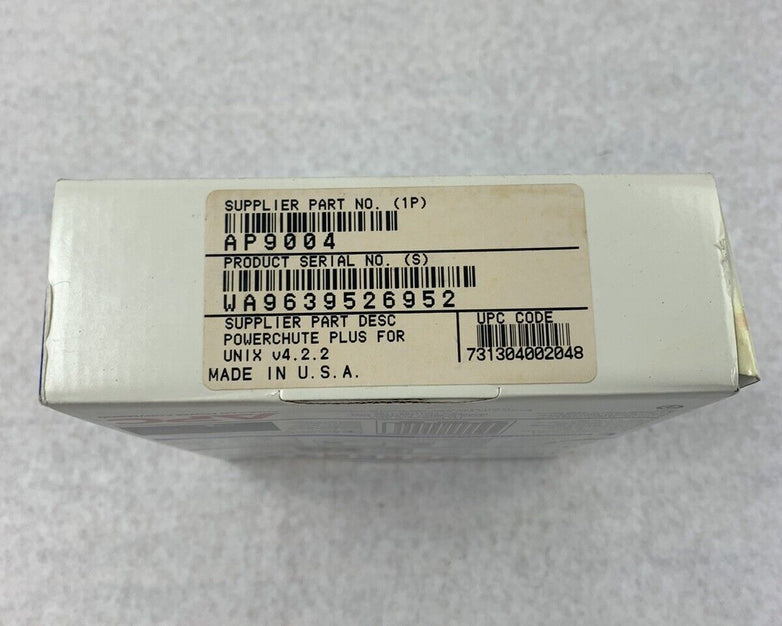 SUPPLIER PART NO. (1P)
AP9004
PRODUCT SERIAL NO. (S)
WA9639526952
SUPPLIER PART DESC
POWERCHUTE PLUS FOR
UNIX v4.2.2
MADE IN U.S.A.
UPC CODE
731304002048
APC